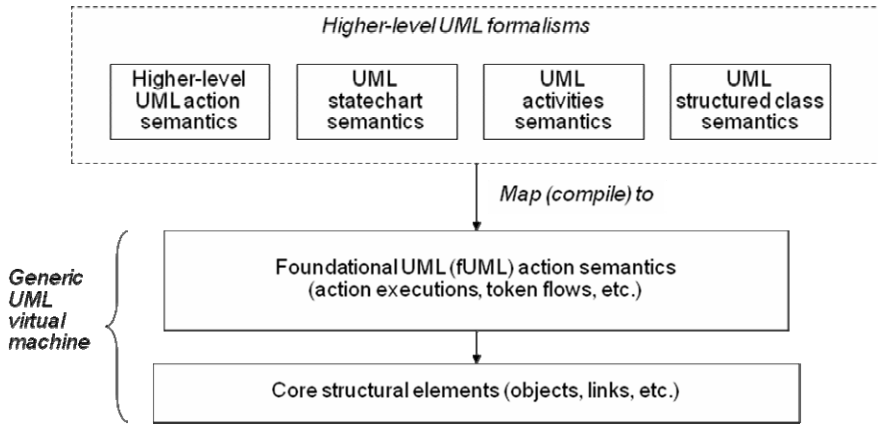 Higher-level UML formalisms
Higher-level
UML action
semantics
UML
statechart
semantics
UML
activities
semantics
UML
structured class
semantics
Map (compile) to
Generic
UML
virtual
machine
Foundational UML (fUML) action semantics
(action executions, token flows, etc.)
Core structural elements (objects, links, etc.)